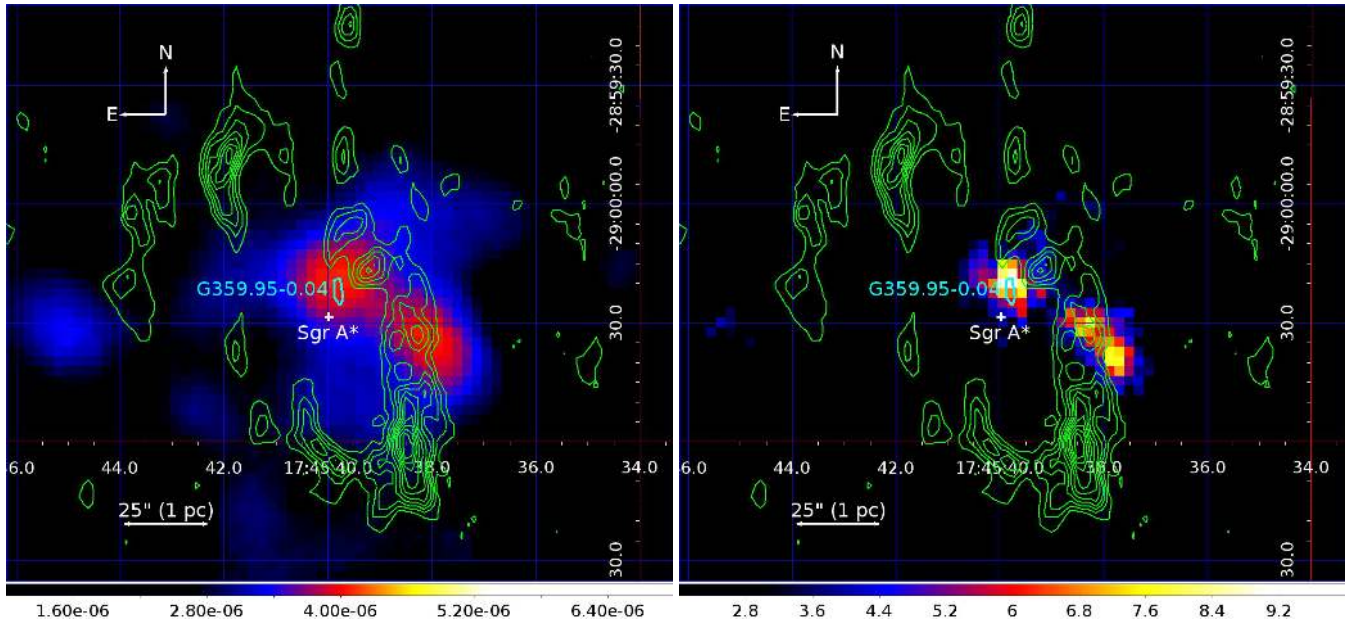 N
E
-28:59:30.0
-29:00:00.0
G359.95-0.04
30.0
Sgr A*
46.0 44.0 42.0 17:45:40.0 38.0 36.0 34.0
25" (1 pc)
30.0
1.60e-06 2.80e-06 4.00e-06 5.20e-06 6.40e-06
N
E
-28:59:30.0
-29:00:00.0
G359.95-0.04
30.0
Sgr A*
46.0 44.0 42.0 17:45:40.0 38.0 36.0 34.0
25" (1 pc)
30.0
2.8 3.6 4.4 5.2 6 6.8 7.6 8.4 9.2